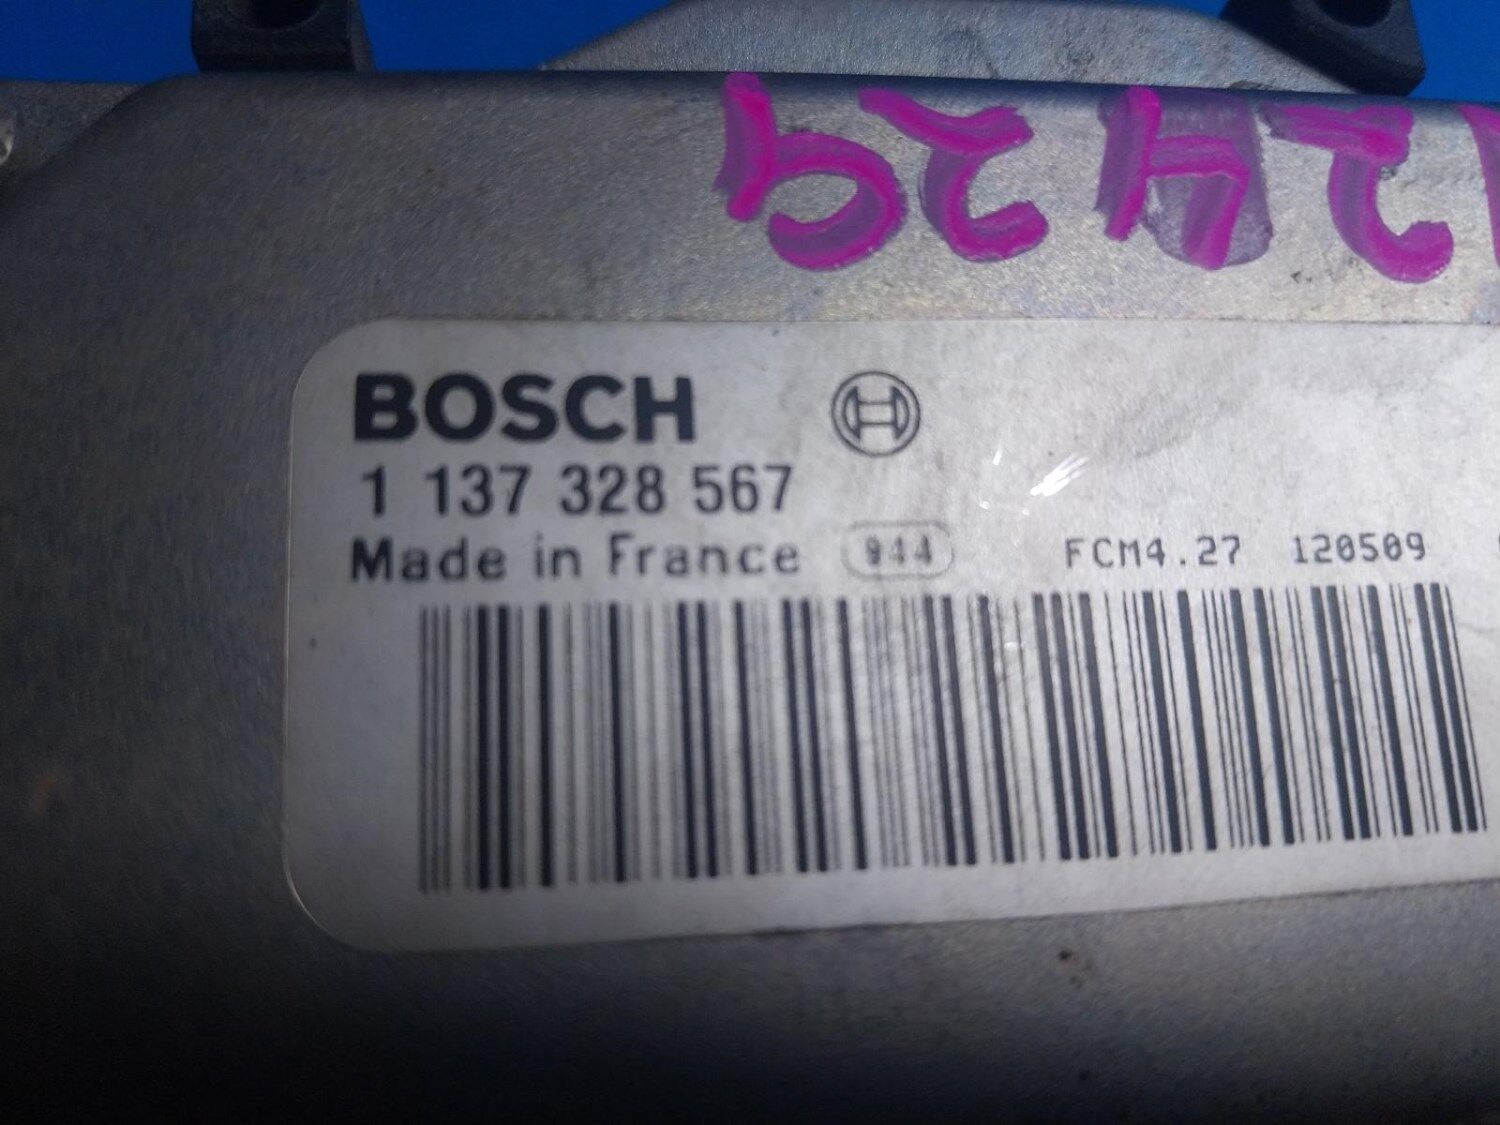 BOSCH
1 137 328 567
Made in France 944 FCM4.27 120509